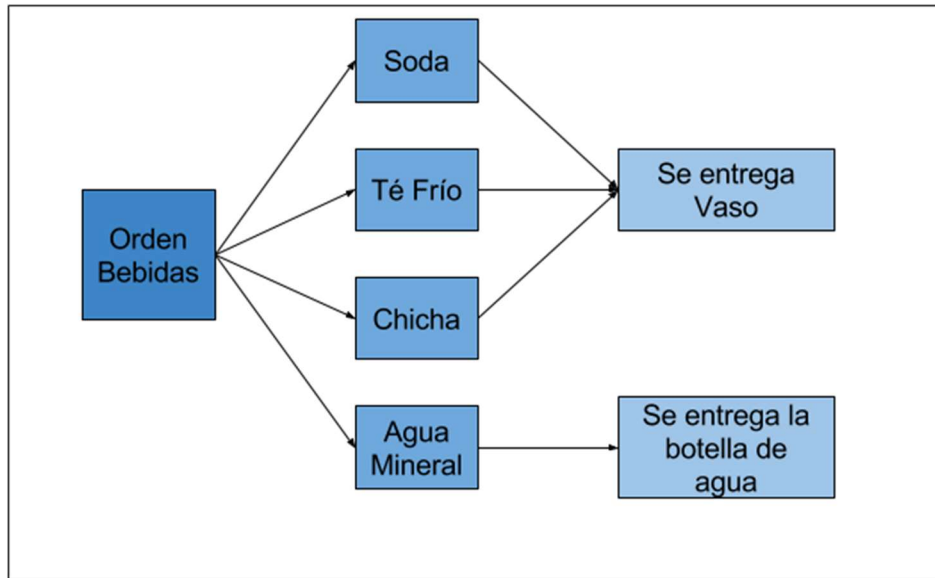 Soda
Té Frío
Se entrega
Vaso
Orden
Bebidas
Chicha
Agua
Mineral
Se entrega la
botella de
agua